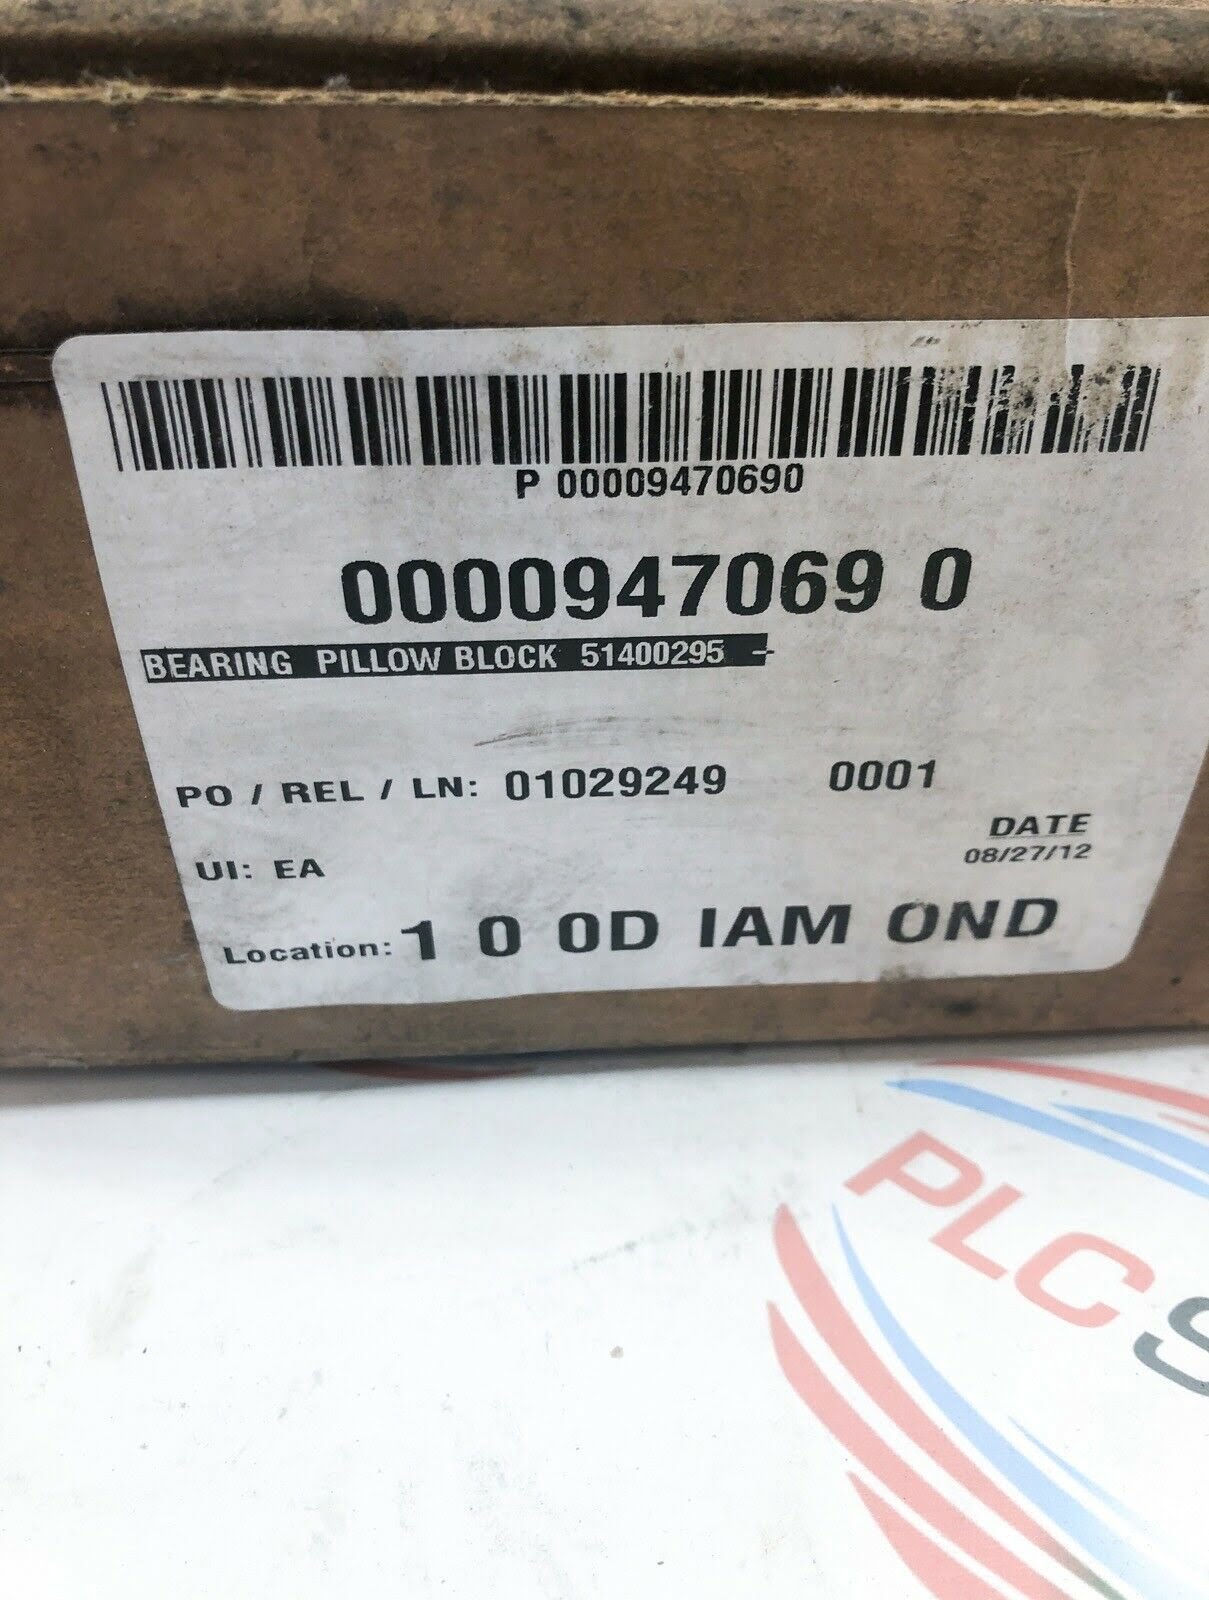 P 00009470690
0000947069 0
BEARING PILLOW BLOCK 51400295 -
PO / REL / LN: 01029249 0001
DATE
08/27/12
UI: EA
Location: 1 0 0D IAM OND
PLC